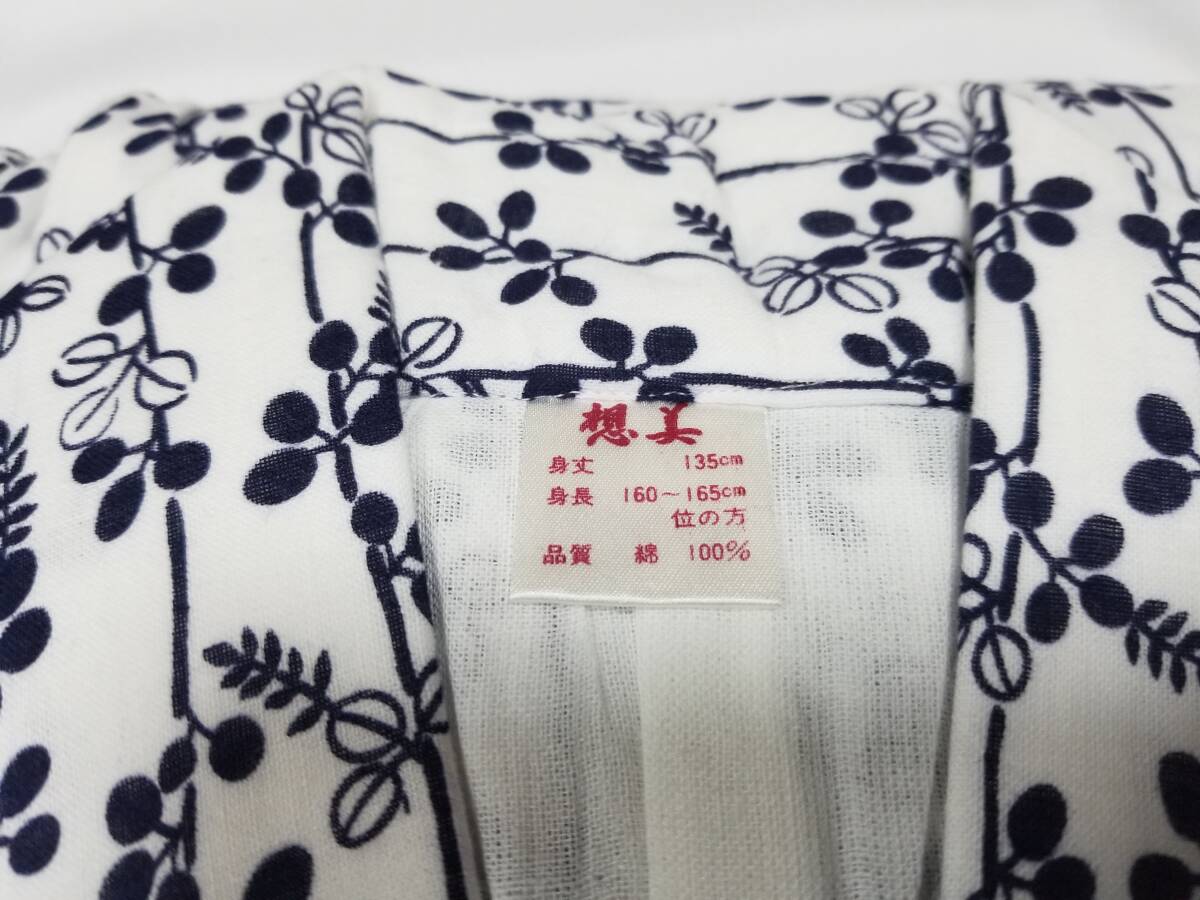 想美
身丈 135cm
身長 160～165cm
位の方
品質 綿 100%